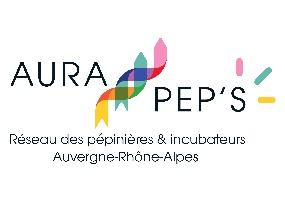 AURA
PEP'S
Réseau des pépinières & incubateurs
Auvergne-Rhône-Alpes